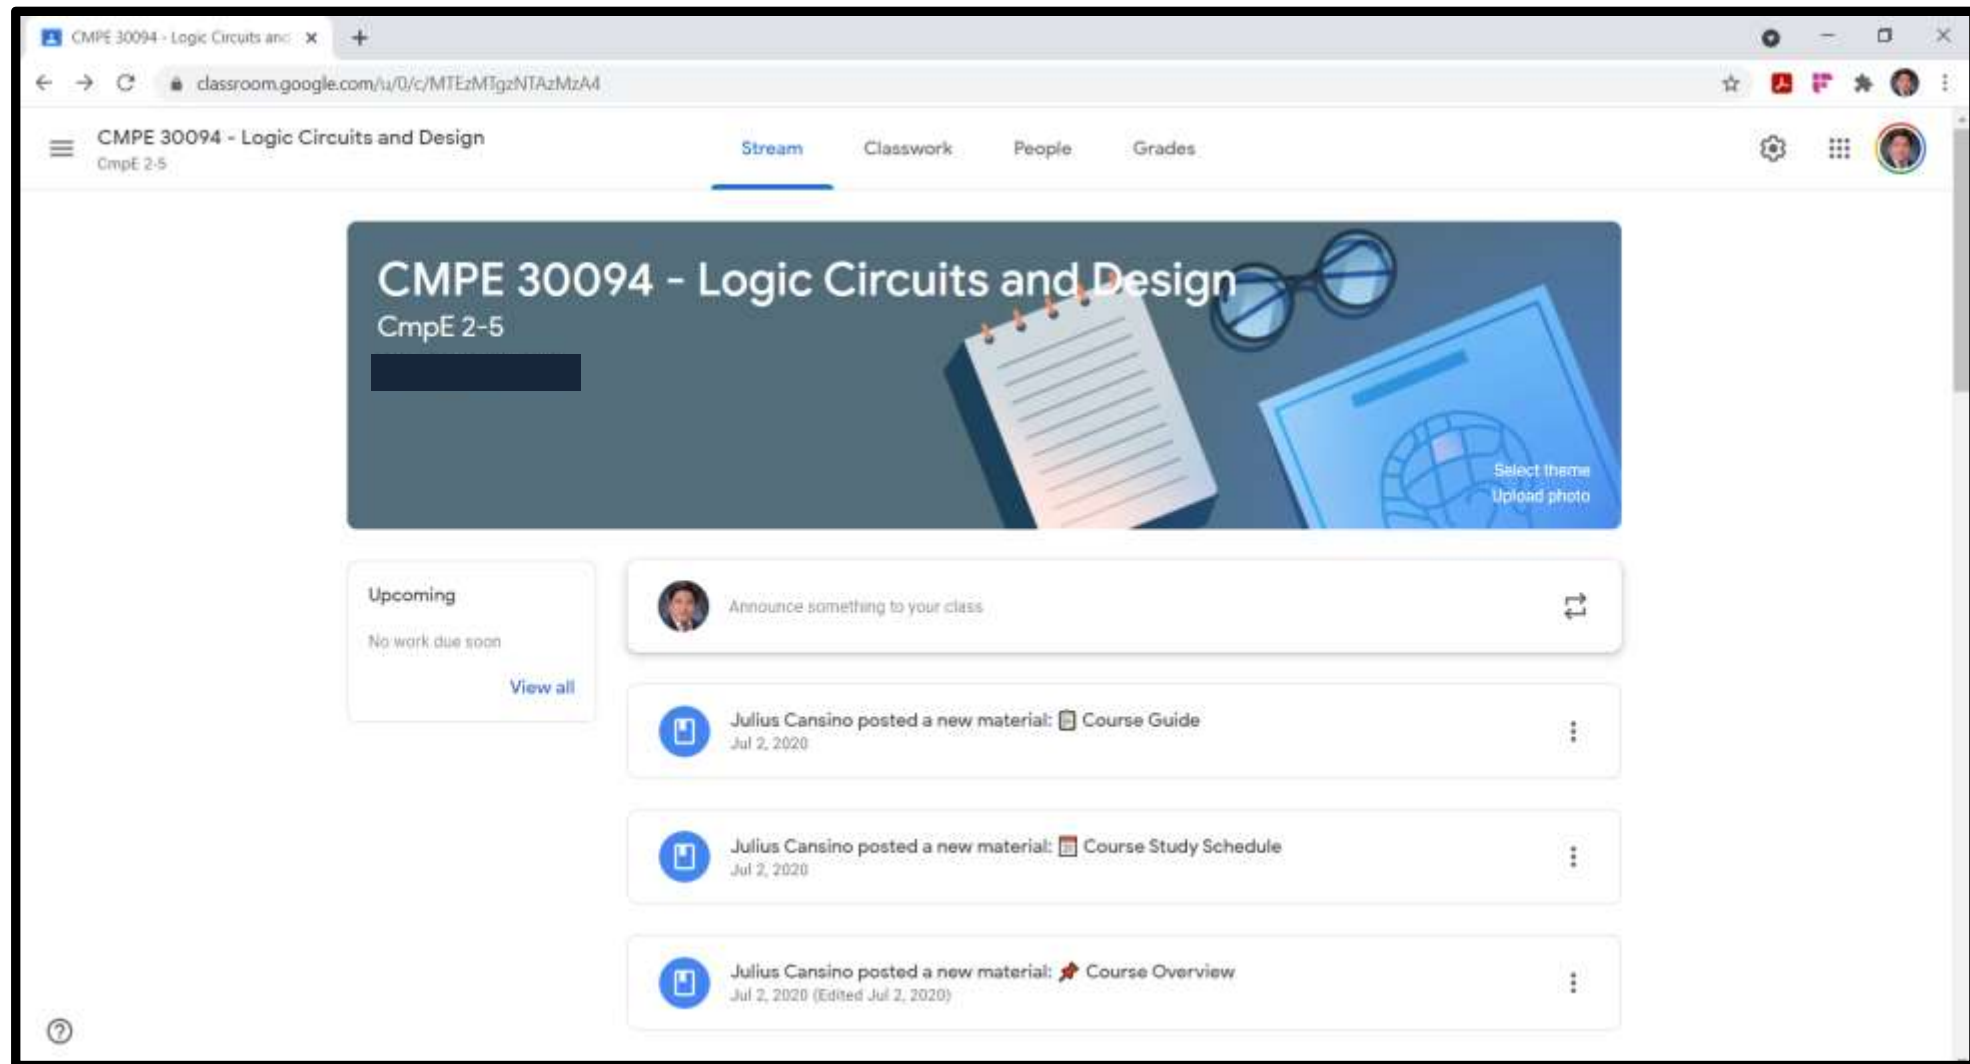 CMPE 30094 - Logic Circuits and
classroom.google.com/u/0/c/MTEzMTgzNTAzMzA4
CMPE 30094 - Logic Circuits and Design
CmpE 2-5
Stream
Classwork
People
Grades
CMPE 30094 - Logic Circuits and Design
CmpE 2-5
Select theme
Upload photo
Upcoming
No work due soon
View all
Announce something to your class
Julius Cansino posted a new material: 📋 Course Guide
Jul 2, 2020
Julius Cansino posted a new material: 📅 Course Study Schedule
Jul 2, 2020
Julius Cansino posted a new material: 📌 Course Overview
Jul 2, 2020 (Edited Jul 2, 2020)